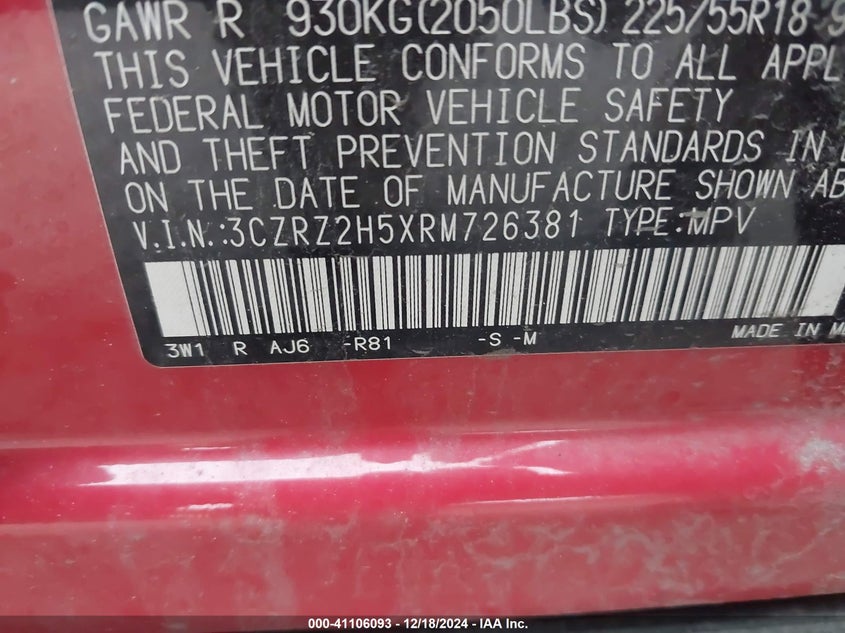 GAWR R 930KG(2050LBS) 225/55R18
THIS VEHICLE CONFORMS TO ALL
FEDERAL MOTOR VEHICLE SAFETY
AND THEFT PREVENTION STANDARDS IN
ON THE DATE OF MANUFACTURE SHOWN
V.I.N.:3CZRZ2H5XRM726381 TYPE:MPV
3W1 R AJ6 -R81 -S -M MADE IN
000-41106093 - 12/18/2024 - IAA Inc.